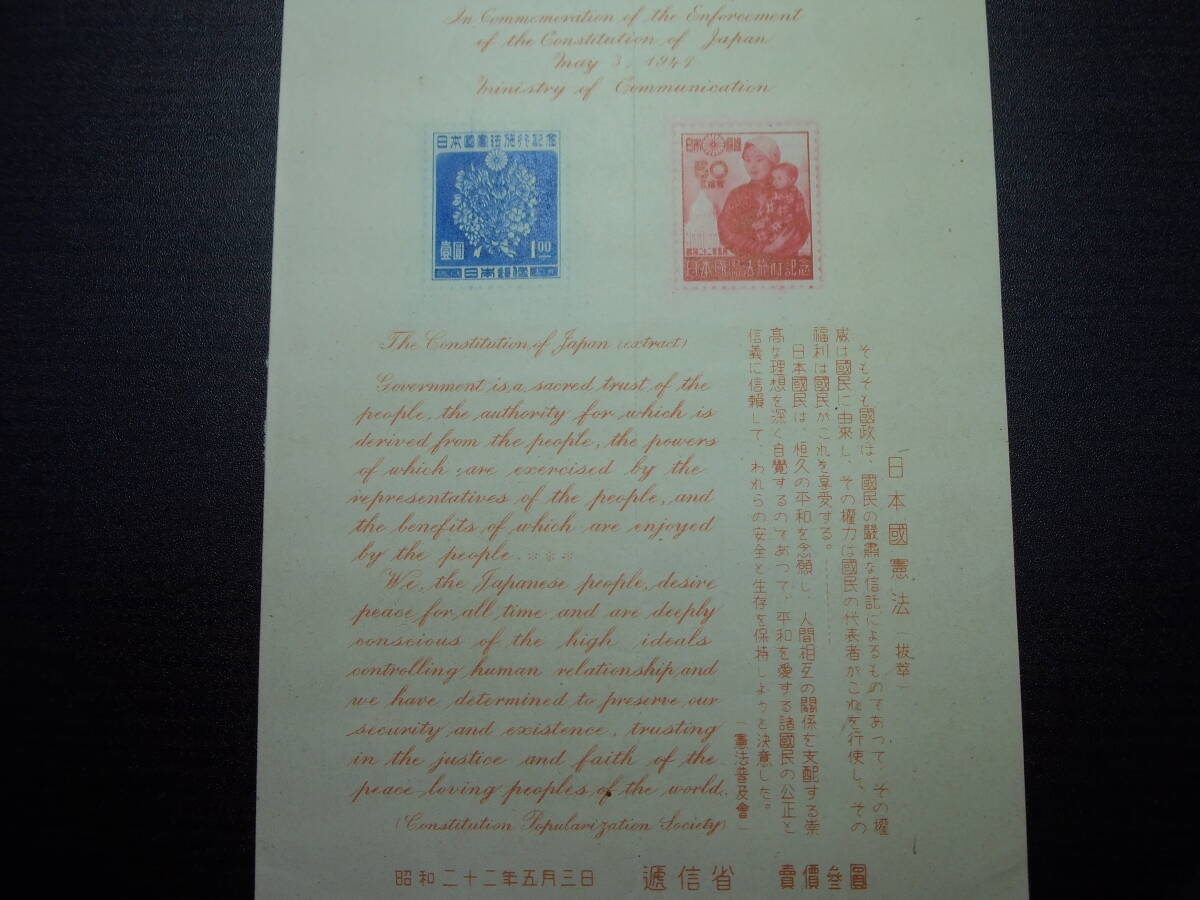 In Commemoration of the Enforcement
of the Constitution of Japan
May 3, 1947
Ministry of Communication
日本國憲法施行記念
壹圓
1.00
日本郵便
日本郵便
50
五拾錢
昭和二十二年五月
日本國憲法施行記念
The Constitution of Japan (extract)
Government is a sacred trust of the
people, the authority for which is
derived from the people, the powers
of which are exercised by the
representatives of the people, and
the benefits of which are enjoyed
by the people. ※※※
We, the Japanese people, desire
peace for all time and are deeply
conscious of the high ideals
controlling human relationship, and
we have determined to preserve our
security and existence, trusting
in the justice and faith of the
peace loving peoples of the world.
(Constitution Popularization Society)
日本國憲法(抜萃)
そもそも國政は、國民の嚴肅な信託によるものであつて、その權
威は國民に由來し、その權力は國民の代表者がこれを行使し、その
福利は國民がこれを享受する。………
日本國民は、恒久の平和を念願し、人間相互の關係を支配する崇
高な理想を深く自覺するのであつて、平和を愛する諸國民の公正と
信義に信頼して、われらの安全と生存を保持しようと決意した。
(憲法普及會)
昭和二十二年五月三日 遞信省 賣價參圓